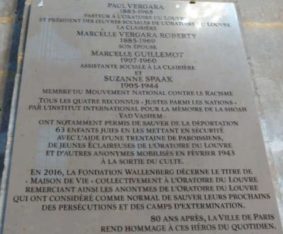 PAUL VERGARA
1883-1965
PASTEUR À L'ORATOIRE DU LOUVRE
ET PRÉSIDENT DES ŒUVRES SOCIALES DE L'ORATOIRE DU LOUVRE
LA CLAIRIÈRE
MARCELLE VERGARA ROBERTY
1885-1969
SON ÉPOUSE
MARCELLE GUILLEMOT
1907-1960
ASSISTANTE SOCIALE À LA CLAIRIÈRE
ET
SUZANNE SPAAK
1905-1944
MEMBRE DU MOUVEMENT NATIONAL CONTRE LE RACISME
TOUS LES QUATRE RECONNUS « JUSTES PARMI LES NATIONS »
PAR L'INSTITUT INTERNATIONAL POUR LA MÉMOIRE DE LA SHOAH
YAD VASHEM
ONT NOTAMMENT PERMIS DE SAUVER DE LA DÉPORTATION
63 ENFANTS JUIFS EN LES METTANT EN SÉCURITÉ
AVEC L'AIDE D'UNE TRENTAINE DE PAROISSIENS,
DE JEUNES ÉCLAIREUSES DE L'ORATOIRE DU LOUVRE
ET D'AUTRES ANONYMES MOBILISÉS EN FÉVRIER 1943
À LA SORTIE DU CULTE.
EN 2016, LA FONDATION WALLENBERG DÉCERNE LE TITRE DE
« MAISON DE VIE » COLLECTIVEMENT À L'ORATOIRE DU LOUVRE
REMERCIANT AINSI LES ANONYMES DE L'ORATOIRE DU LOUVRE
QUI ONT CONSIDÉRÉ COMME NORMAL DE SAUVER LEURS PROCHAINS
DES PERSÉCUTIONS ET DES CAMPS D'EXTERMINATION.
80 ANS APRÈS, LA VILLE DE PARIS
REND HOMMAGE À CES HÉROS DU QUOTIDIEN.